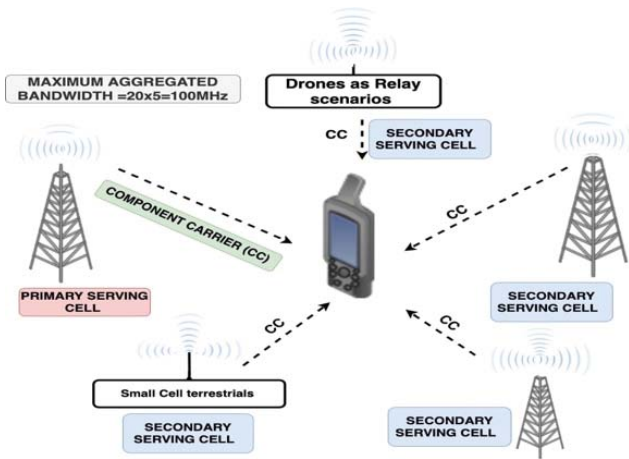 Drones as Relay
scenarios
MAXIMUM AGGREGATED
BANDWIDTH =20x5=100MHz
CC
SECONDARY
SERVING CELL
COMPONENT CARRIER (CC)
CC
PRIMARY SERVING
CELL
SECONDARY
SERVING CELL
CC
CC
Small Cell terrestrials
SECONDARY
SERVING CELL
SECONDARY
SERVING CELL